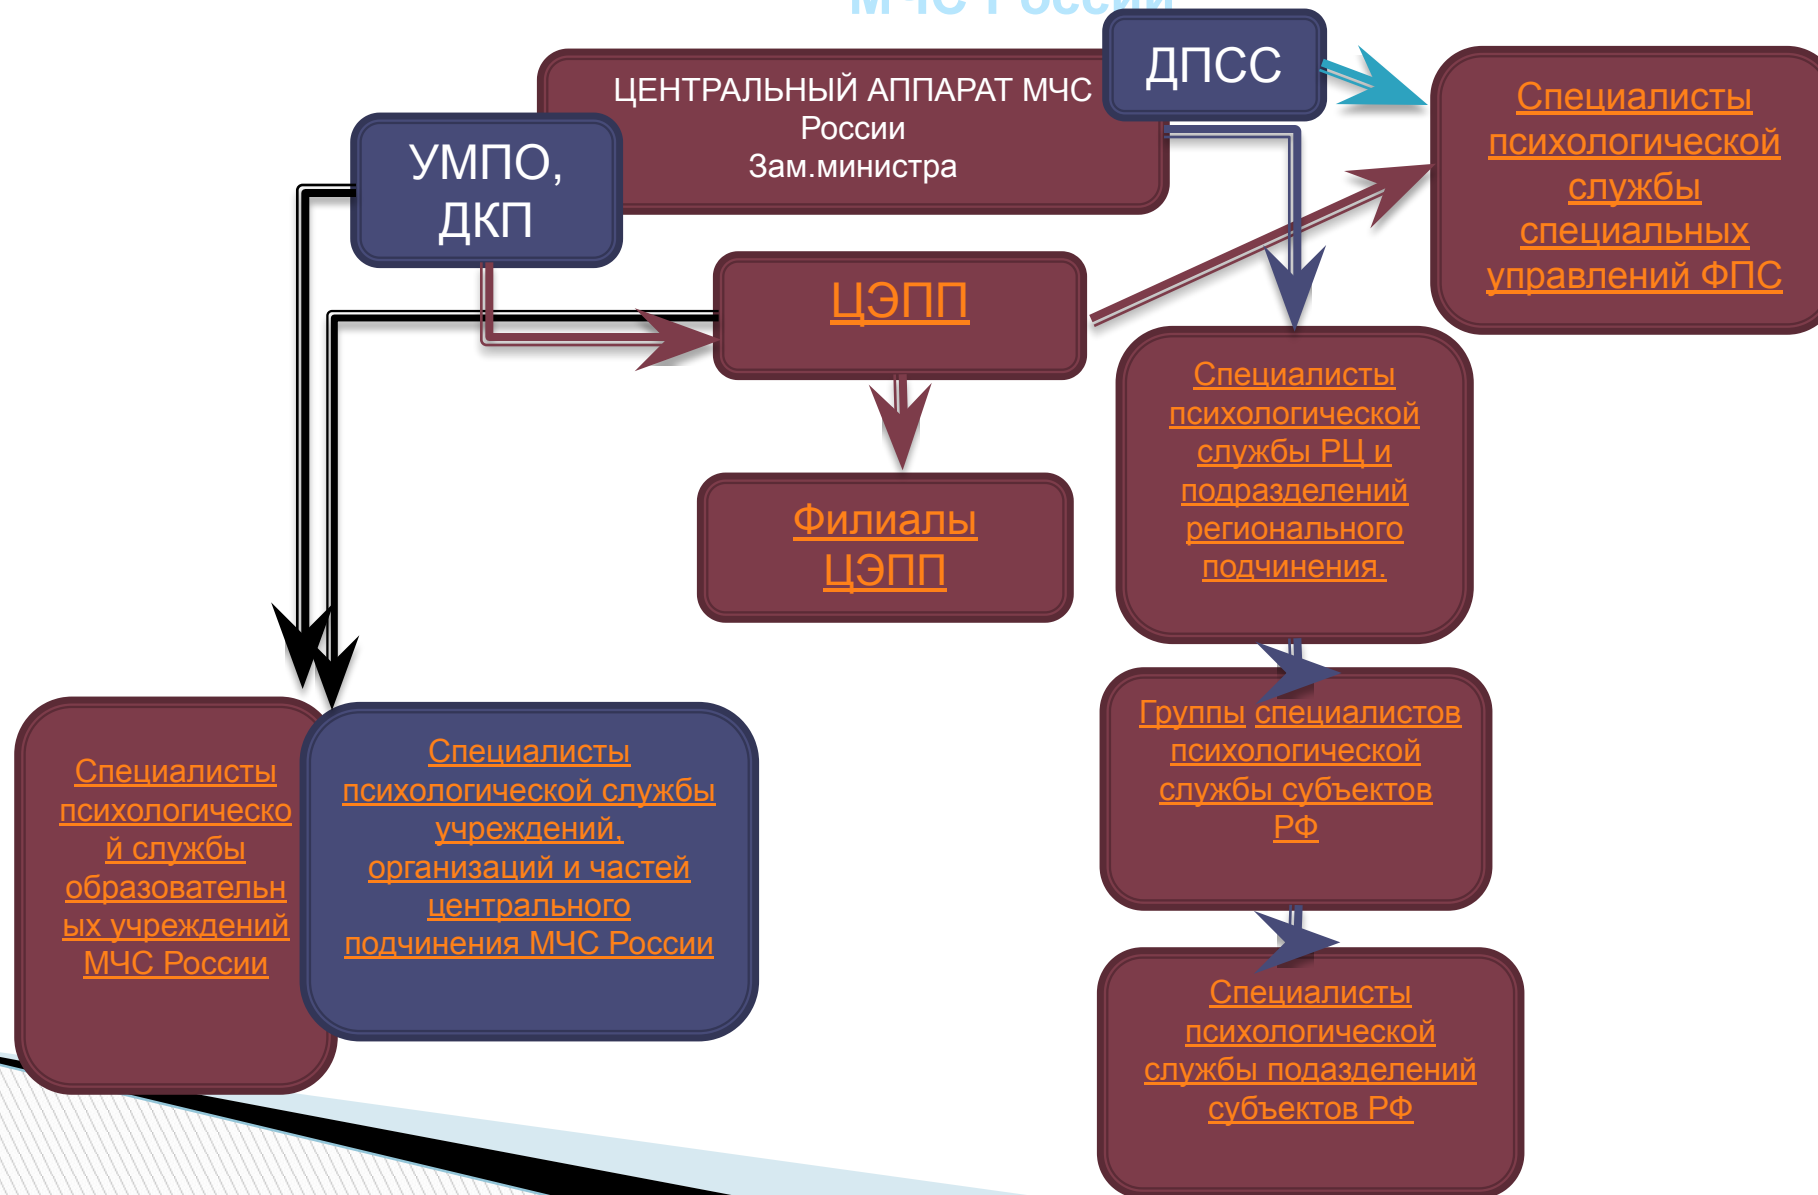 МЧС России
ДПСС
ЦЕНТРАЛЬНЫЙ АППАРАТ МЧС
России
Зам.министра
УМПО,
ДКП
Специалисты
психологической
службы
специальных
управлений ФПС
ЦЭПП
Специалисты
психологической
службы РЦ и
подразделений
регионального
подчинения.
Филиалы
ЦЭПП
Группы специалистов
психологической
службы субъектов
РФ
Специалисты
психологическо
й службы
образовательн
ых учреждений
МЧС России
Специалисты
психологической службы
учреждений,
организаций и частей
центрального
подчинения МЧС России
Специалисты
психологической
службы подазделений
субъектов РФ